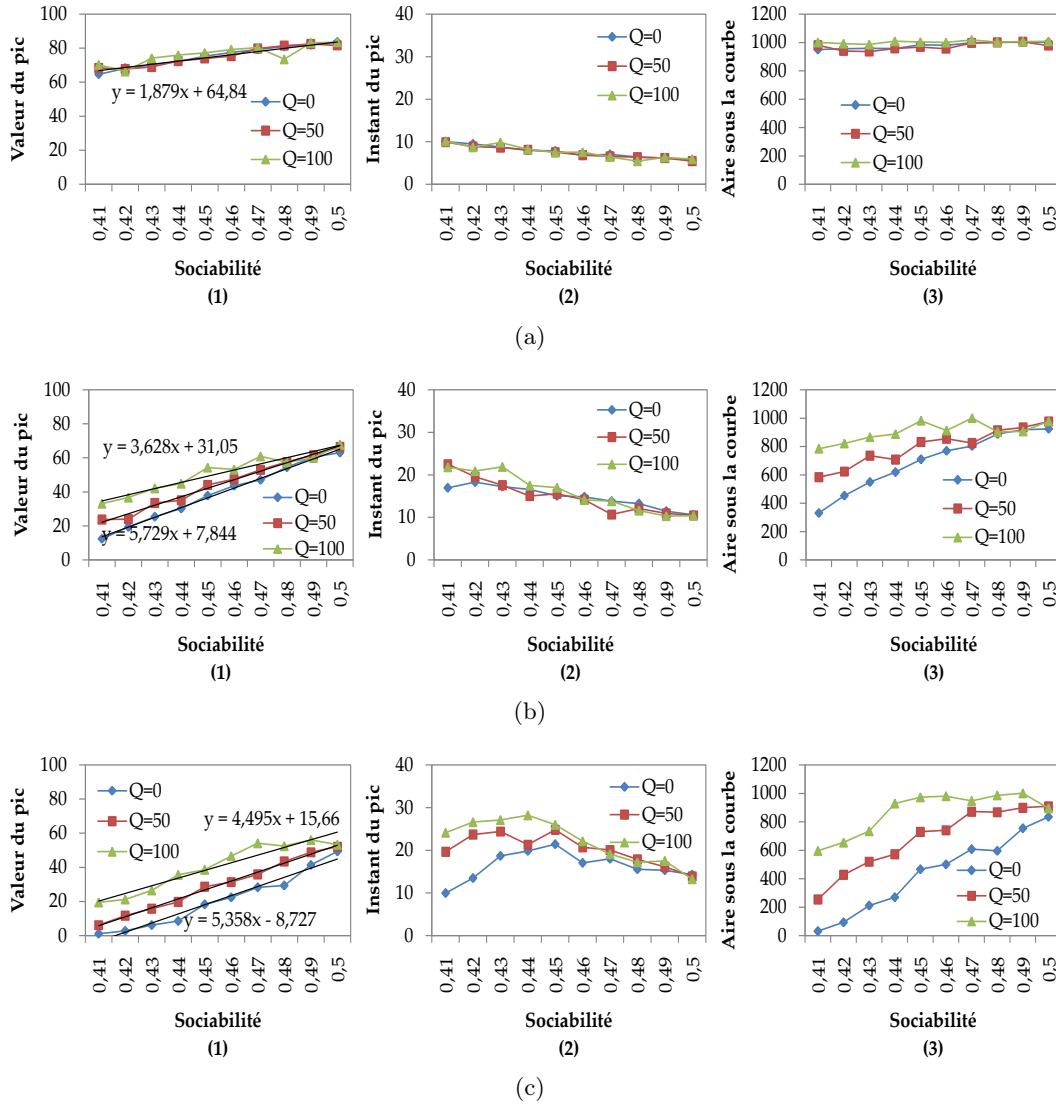 Valeur du pic
100
80
60
40
20
0
y = 1,879x + 64,84
Q=0
Q=50
Q=100
0,41
0,42
0,43
0,44
0,45
0,46
0,47
0,48
0,49
0,5
Sociabilité
(1)
Instant du pic
40
30
20
10
0
Q=0
Q=50
Q=100
0,41
0,42
0,43
0,44
0,45
0,46
0,47
0,48
0,49
0,5
Sociabilité
(2)
Aire sous la courbe
1200
1000
800
600
400
200
0
Q=0
Q=50
Q=100
0,41
0,42
0,43
0,44
0,45
0,46
0,47
0,48
0,49
0,5
Sociabilité
(3)
(a)
Valeur du pic
100
80
60
40
20
0
y = 3,628x + 31,05
y = 5,729x + 7,844
Q=0
Q=50
Q=100
0,41
0,42
0,43
0,44
0,45
0,46
0,47
0,48
0,49
0,5
Sociabilité
(1)
Instant du pic
40
30
20
10
0
Q=0
Q=50
Q=100
0,41
0,42
0,43
0,44
0,45
0,46
0,47
0,48
0,49
0,5
Sociabilité
(2)
Aire sous la courbe
1200
1000
800
600
400
200
0
Q=0
Q=50
Q=100
0,41
0,42
0,43
0,44
0,45
0,46
0,47
0,48
0,49
0,5
Sociabilité
(3)
(b)
Valeur du pic
100
80
60
40
20
0
Q=0
Q=50
Q=100
y = 4,495x + 15,66
y = 5,358x - 8,727
0,41
0,42
0,43
0,44
0,45
0,46
0,47
0,48
0,49
0,5
Sociabilité
(1)
Instant du pic
40
30
20
10
0
Q=0
Q=50
Q=100
0,41
0,42
0,43
0,44
0,45
0,46
0,47
0,48
0,49
0,5
Sociabilité
(2)
Aire sous la courbe
1200
1000
800
600
400
200
0
Q=0
Q=50
Q=100
0,41
0,42
0,43
0,44
0,45
0,46
0,47
0,48
0,49
0,5
Sociabilité
(3)
(c)